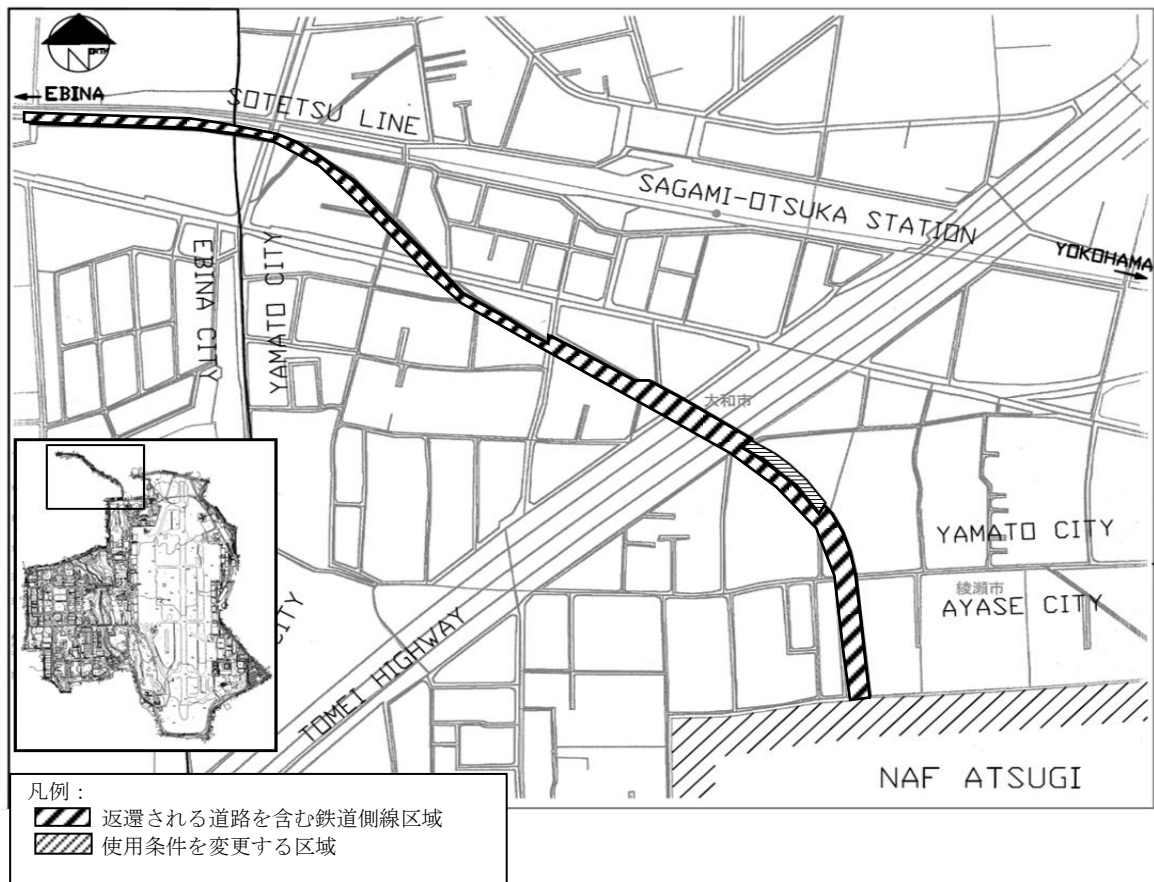 N
EBINA
SOTETSU LINE
SAGAMI-OTSUKA STATION
YOKOHAMA
EBINA CITY
YAMATO CITY
大和市
YAMATO CITY
綾瀬市
AYASE CITY
CITY
TOMEI HIGHWAY
NAF ATSUGI
凡例：
返還される道路を含む鉄道側線区域
使用条件を変更する区域